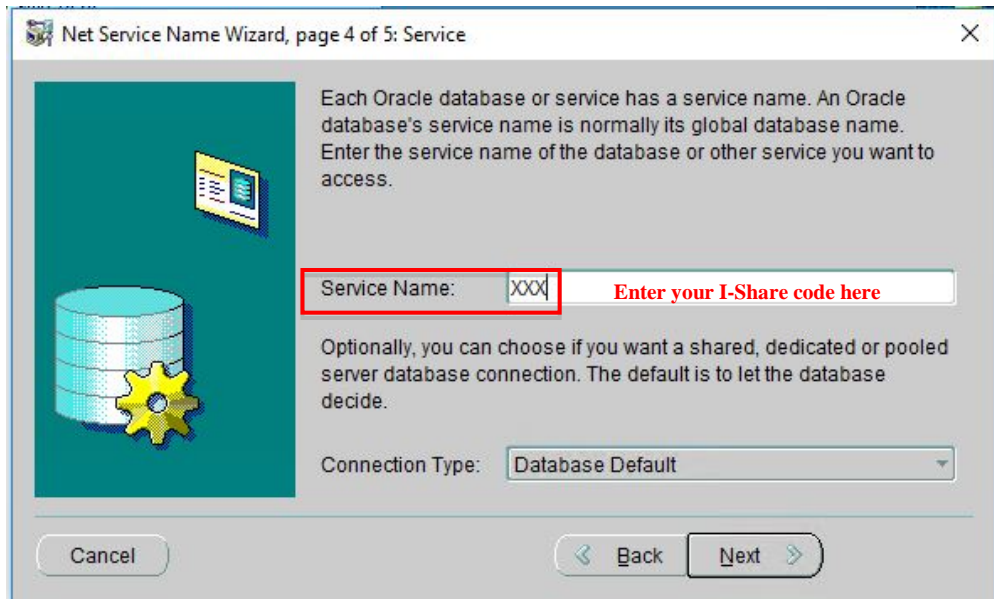 Net Service Name Wizard, page 4 of 5: Service
Each Oracle database or service has a service name. An Oracle
database's service name is normally its global database name.
Enter the service name of the database or other service you want to
access.
Service Name: XXX Enter your I-Share code here
Optionally, you can choose if you want a shared, dedicated or pooled
server database connection. The default is to let the database
decide.
Connection Type: Database Default
Cancel Back Next